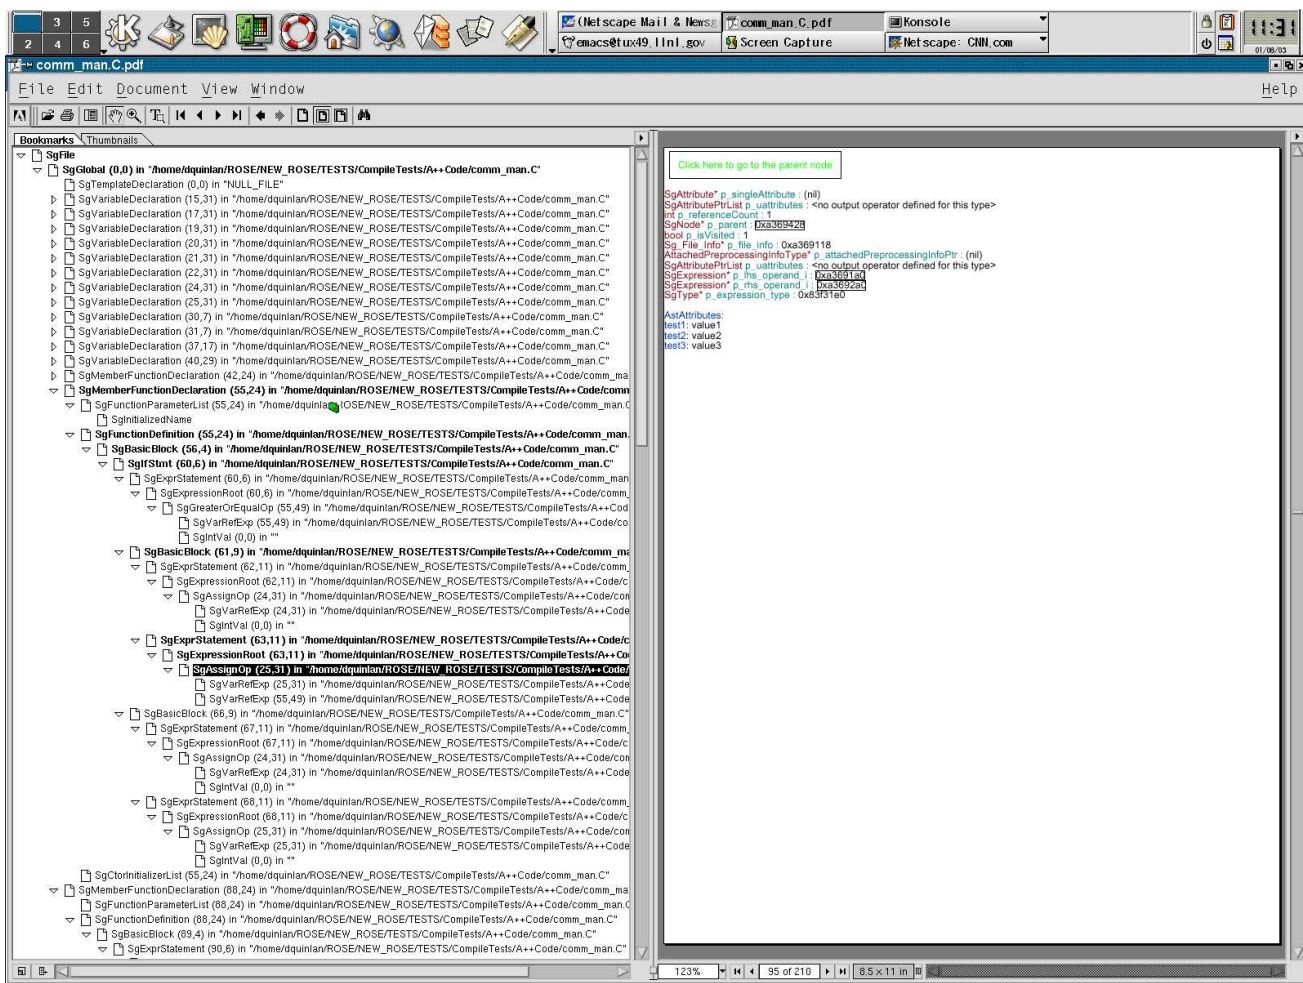 3 5
2 4 6
(Netscape Mail & Newsg
comm_man.C.pdf
Konsole
emacs@tux49.llnl.gov
Screen Capture
Netscape: CNN.com
11:31
01/06/03
comm_man.C.pdf
File Edit Document View Window Help
Bookmarks Thumbnails
SgFile
SgGlobal (0,0) in "/home/dquinlan/ROSE/NEW_ROSE/TESTS/CompileTests/A++Code/comm_man.C"
SgTemplateDeclaration (0,0) in "NULL_FILE"
SgVariableDeclaration (15,31) in "/home/dquinlan/ROSE/NEW_ROSE/TESTS/CompileTests/A++Code/comm_man.C"
SgVariableDeclaration (17,31) in "/home/dquinlan/ROSE/NEW_ROSE/TESTS/CompileTests/A++Code/comm_man.C"
SgVariableDeclaration (19,31) in "/home/dquinlan/ROSE/NEW_ROSE/TESTS/CompileTests/A++Code/comm_man.C"
SgVariableDeclaration (20,31) in "/home/dquinlan/ROSE/NEW_ROSE/TESTS/CompileTests/A++Code/comm_man.C"
SgVariableDeclaration (21,31) in "/home/dquinlan/ROSE/NEW_ROSE/TESTS/CompileTests/A++Code/comm_man.C"
SgVariableDeclaration (22,31) in "/home/dquinlan/ROSE/NEW_ROSE/TESTS/CompileTests/A++Code/comm_man.C"
SgVariableDeclaration (24,31) in "/home/dquinlan/ROSE/NEW_ROSE/TESTS/CompileTests/A++Code/comm_man.C"
SgVariableDeclaration (25,31) in "/home/dquinlan/ROSE/NEW_ROSE/TESTS/CompileTests/A++Code/comm_man.C"
SgVariableDeclaration (30,7) in "/home/dquinlan/ROSE/NEW_ROSE/TESTS/CompileTests/A++Code/comm_man.C"
SgVariableDeclaration (31,7) in "/home/dquinlan/ROSE/NEW_ROSE/TESTS/CompileTests/A++Code/comm_man.C"
SgVariableDeclaration (37,17) in "/home/dquinlan/ROSE/NEW_ROSE/TESTS/CompileTests/A++Code/comm_man.C"
SgVariableDeclaration (40,29) in "/home/dquinlan/ROSE/NEW_ROSE/TESTS/CompileTests/A++Code/comm_man.C"
SgMemberFunctionDeclaration (42,24) in "/home/dquinlan/ROSE/NEW_ROSE/TESTS/CompileTests/A++Code/comm_ma
SgMemberFunctionDeclaration (55,24) in "/home/dquinlan/ROSE/NEW_ROSE/TESTS/CompileTests/A++Code/comm
SgFunctionParameterList (55,24) in "/home/dquinla ROSE/NEW_ROSE/TESTS/CompileTests/A++Code/comm_man.C
SgInitializedName
SgFunctionDefinition (55,24) in "/home/dquinlan/ROSE/NEW_ROSE/TESTS/CompileTests/A++Code/comm_man.
SgBasicBlock (56,4) in "/home/dquinlan/ROSE/NEW_ROSE/TESTS/CompileTests/A++Code/comm_man.C"
SgIfStmt (60,6) in "/home/dquinlan/ROSE/NEW_ROSE/TESTS/CompileTests/A++Code/comm_man.C"
SgExprStatement (60,6) in "/home/dquinlan/ROSE/NEW_ROSE/TESTS/CompileTests/A++Code/comm_man
SgExpressionRoot (60,6) in "/home/dquinlan/ROSE/NEW_ROSE/TESTS/CompileTests/A++Code/comm_
SgGreaterOrEqualOp (55,49) in "/home/dquinlan/ROSE/NEW_ROSE/TESTS/CompileTests/A++Cod
SgVarRefExp (55,49) in "/home/dquinlan/ROSE/NEW_ROSE/TESTS/CompileTests/A++Code/co
SgIntVal (0,0) in ""
SgBasicBlock (61,9) in "/home/dquinlan/ROSE/NEW_ROSE/TESTS/CompileTests/A++Code/comm_ma
SgExprStatement (62,11) in "/home/dquinlan/ROSE/NEW_ROSE/TESTS/CompileTests/A++Code/comm_
SgExpressionRoot (62,11) in "/home/dquinlan/ROSE/NEW_ROSE/TESTS/CompileTests/A++Code/c
SgAssignOp (24,31) in "/home/dquinlan/ROSE/NEW_ROSE/TESTS/CompileTests/A++Code/com
SgVarRefExp (24,31) in "/home/dquinlan/ROSE/NEW_ROSE/TESTS/CompileTests/A++Code
SgIntVal (0,0) in ""
SgExprStatement (63,11) in "/home/dquinlan/ROSE/NEW_ROSE/TESTS/CompileTests/A++Code/c
SgExpressionRoot (63,11) in "/home/dquinlan/ROSE/NEW_ROSE/TESTS/CompileTests/A++Co
SgAssignOp (25,31) in "/home/dquinlan/ROSE/NEW_ROSE/TESTS/CompileTests/A++Code/
SgVarRefExp (25,31) in "/home/dquinlan/ROSE/NEW_ROSE/TESTS/CompileTests/A++Code
SgVarRefExp (55,49) in "/home/dquinlan/ROSE/NEW_ROSE/TESTS/CompileTests/A++Code
SgBasicBlock (66,9) in "/home/dquinlan/ROSE/NEW_ROSE/TESTS/CompileTests/A++Code/comm_man.C"
SgExprStatement (67,11) in "/home/dquinlan/ROSE/NEW_ROSE/TESTS/CompileTests/A++Code/comm_
SgExpressionRoot (67,11) in "/home/dquinlan/ROSE/NEW_ROSE/TESTS/CompileTests/A++Code/c
SgAssignOp (24,31) in "/home/dquinlan/ROSE/NEW_ROSE/TESTS/CompileTests/A++Code/com
SgVarRefExp (24,31) in "/home/dquinlan/ROSE/NEW_ROSE/TESTS/CompileTests/A++Code
SgIntVal (0,0) in ""
SgExprStatement (68,11) in "/home/dquinlan/ROSE/NEW_ROSE/TESTS/CompileTests/A++Code/comm_
SgExpressionRoot (68,11) in "/home/dquinlan/ROSE/NEW_ROSE/TESTS/CompileTests/A++Code/c
SgAssignOp (25,31) in "/home/dquinlan/ROSE/NEW_ROSE/TESTS/CompileTests/A++Code/com
SgVarRefExp (25,31) in "/home/dquinlan/ROSE/NEW_ROSE/TESTS/CompileTests/A++Code
SgIntVal (0,0) in ""
SgCtorInitializerList (55,24) in "/home/dquinlan/ROSE/NEW_ROSE/TESTS/CompileTests/A++Code/comm_man.C"
SgMemberFunctionDeclaration (88,24) in "/home/dquinlan/ROSE/NEW_ROSE/TESTS/CompileTests/A++Code/comm_ma
SgFunctionParameterList (88,24) in "/home/dquinlan/ROSE/NEW_ROSE/TESTS/CompileTests/A++Code/comm_man.C"
SgFunctionDefinition (88,24) in "/home/dquinlan/ROSE/NEW_ROSE/TESTS/CompileTests/A++Code/comm_man.C"
SgBasicBlock (89,4) in "/home/dquinlan/ROSE/NEW_ROSE/TESTS/CompileTests/A++Code/comm_man.C"
SgExprStatement (90,6) in "/home/dquinlan/ROSE/NEW_ROSE/TESTS/CompileTests/A++Code/comm_man.C"
Click here to go to the parent node
SgAttribute* p_singleAttribute : (nil)
SgAttributePtrList p_uattributes : <no output operator defined for this type>
int p_referenceCount : 1
SgNode* p_parent : 0xa369428
bool p_isVisited : 1
Sg_File_Info* p_file_info : 0xa369118
AttachedPreprocessingInfoType* p_attachedPreprocessingInfoPtr : (nil)
SgAttributePtrList p_uattributes : <no output operator defined for this type>
SgExpression* p_lhs_operand_i : 0xa3691a0
SgExpression* p_rhs_operand_i : 0xa3692a0
SgType* p_expression_type : 0x83f31e0
AstAttributes:
test1: value1
test2: value2
test3: value3
123% 95 of 210 8.5 x 11 in